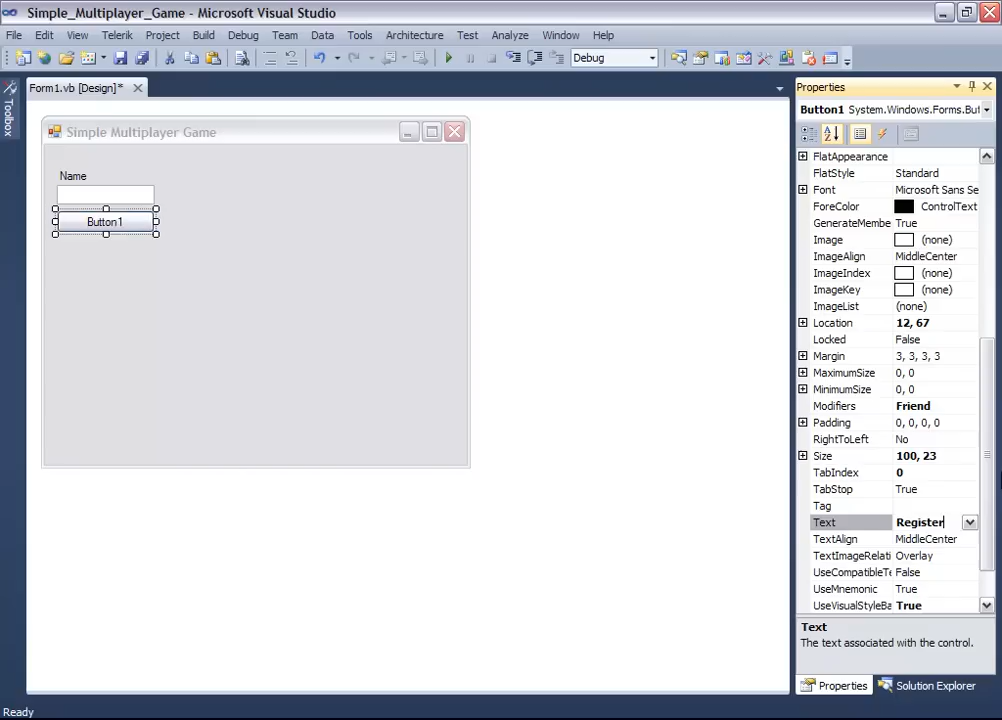 Simple_Multiplayer_Game - Microsoft Visual Studio
File Edit View Telerik Project Build Debug Team Data Tools Architecture Test Analyze Window Help
Debug
Toolbox
Form1.vb [Design]*
Simple Multiplayer Game
Name
Button1
Properties
Button1 System.Windows.Forms.But
FlatAppearance
FlatStyle Standard
Font Microsoft Sans Se
ForeColor ControlText
GenerateMembe True
Image (none)
ImageAlign MiddleCenter
ImageIndex (none)
ImageKey (none)
ImageList (none)
Location 12, 67
Locked False
Margin 3, 3, 3, 3
MaximumSize 0, 0
MinimumSize 0, 0
Modifiers Friend
Padding 0, 0, 0, 0
RightToLeft No
Size 100, 23
TabIndex 0
TabStop True
Tag
Text Register
TextAlign MiddleCenter
TextImageRelati Overlay
UseCompatibleTe False
UseMnemonic True
UseVisualStyleBa True
Text
The text associated with the control.
Properties Solution Explorer
Ready